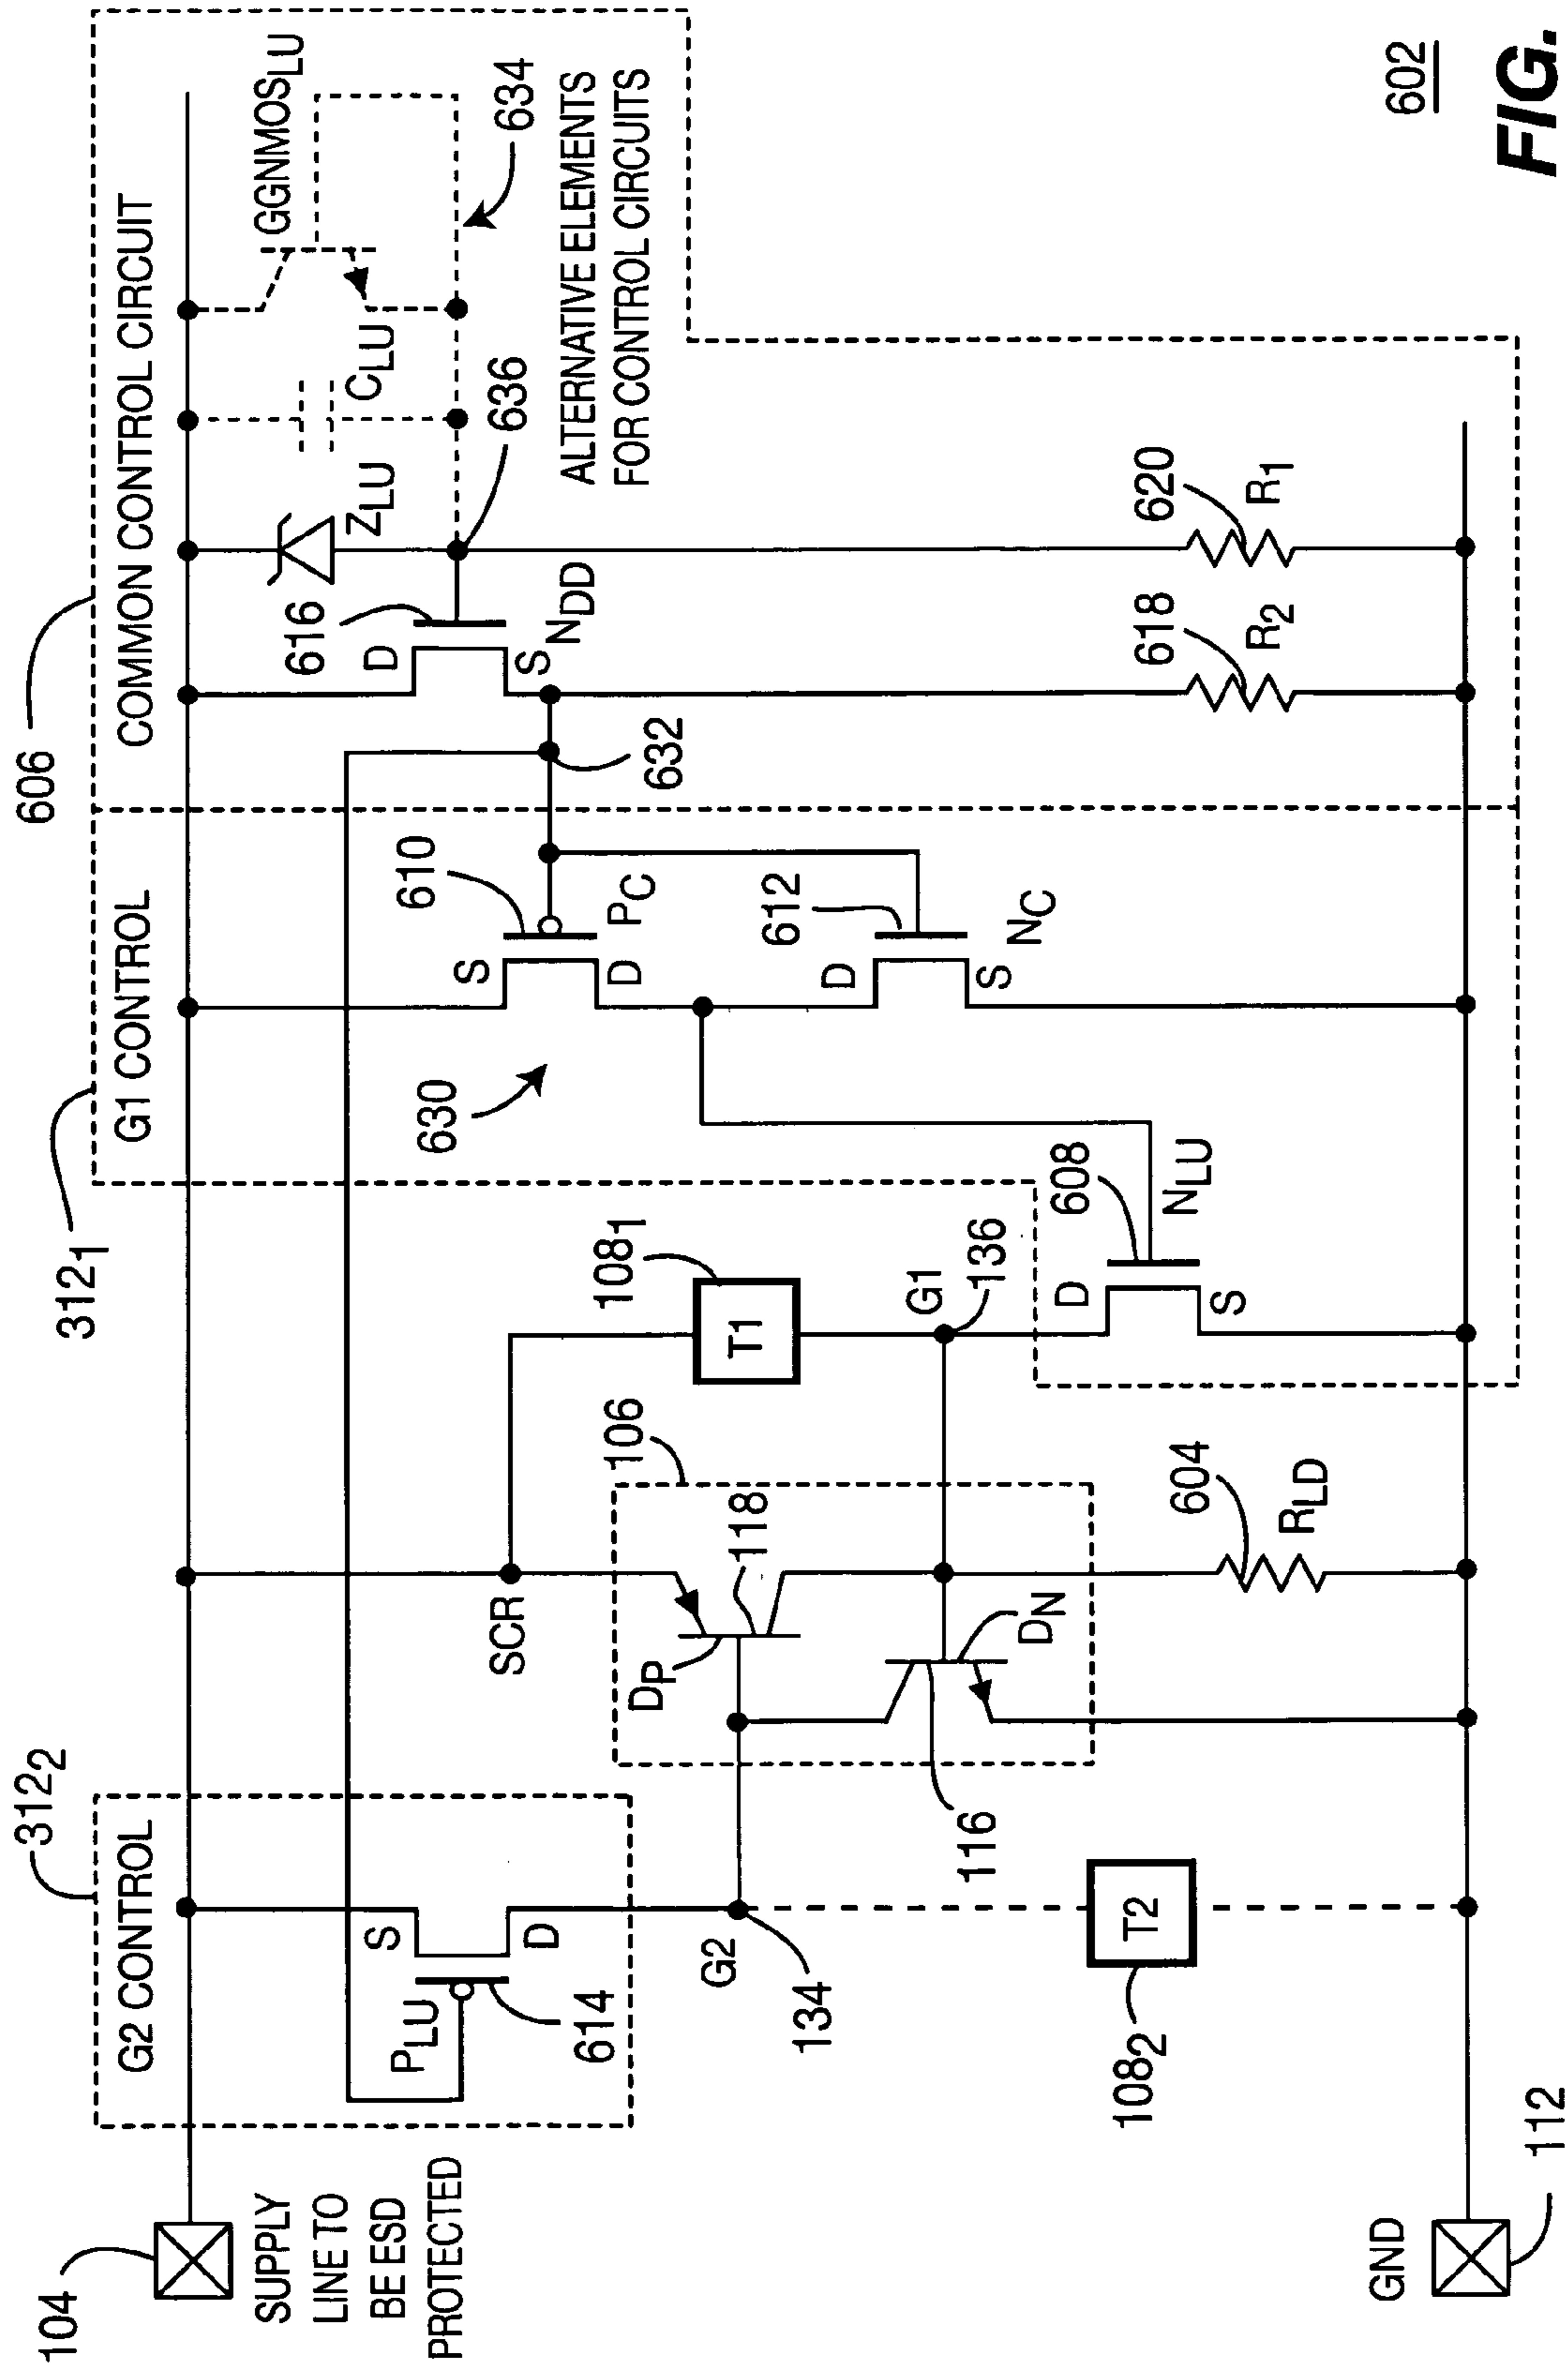 606
COMMON CONTROL CIRCUIT
GGNMOSLU
CLU
ZLU
634
636
ALTERNATIVE ELEMENTS
FOR CONTROL CIRCUITS
616
D
S
NDD
632
618
R2
620
R1
3121
G1 CONTROL
630
610
S
D
PC
612
D
S
NC
608
D
S
NLU
1081
T1
G1
136
SCR
106
118
DP
DN
116
604
RLD
3122
G2 CONTROL
S
D
PLU
614
G2
134
T2
1082
104
SUPPLY
LINE TO
BE ESD
PROTECTED
GND
112
602
FIG.